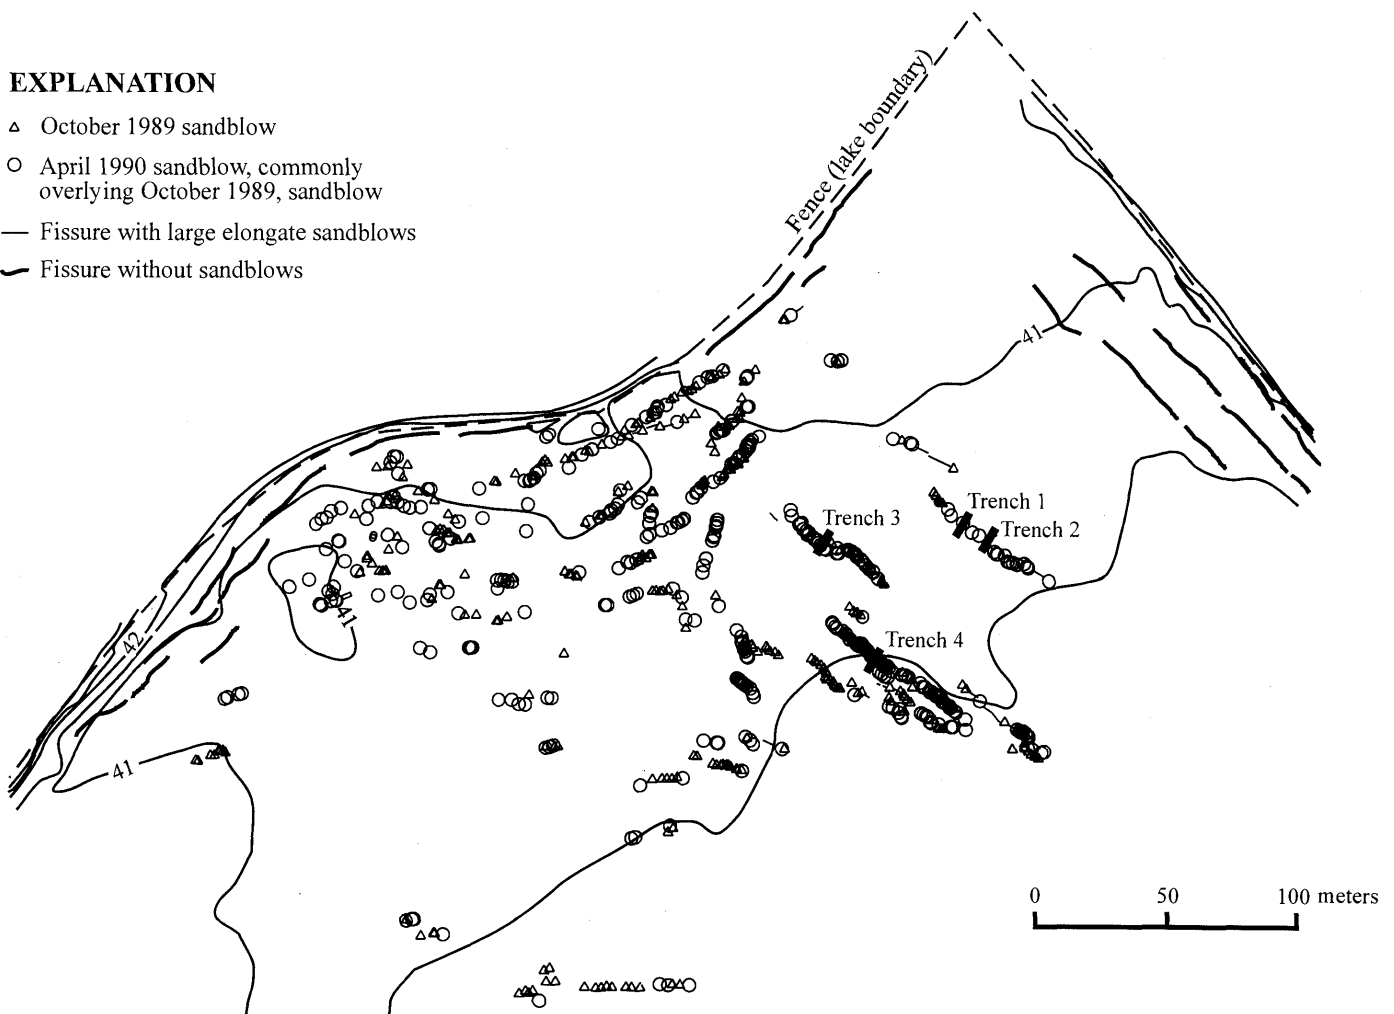 EXPLANATION
October 1989 sandblow
April 1990 sandblow, commonly
overlying October 1989, sandblow
Fissure with large elongate sandblows
Fissure without sandblows
Fence (lake boundary)
41
Trench 1
Trench 2
Trench 3
41
42
Trench 4
41
0 50 100 meters